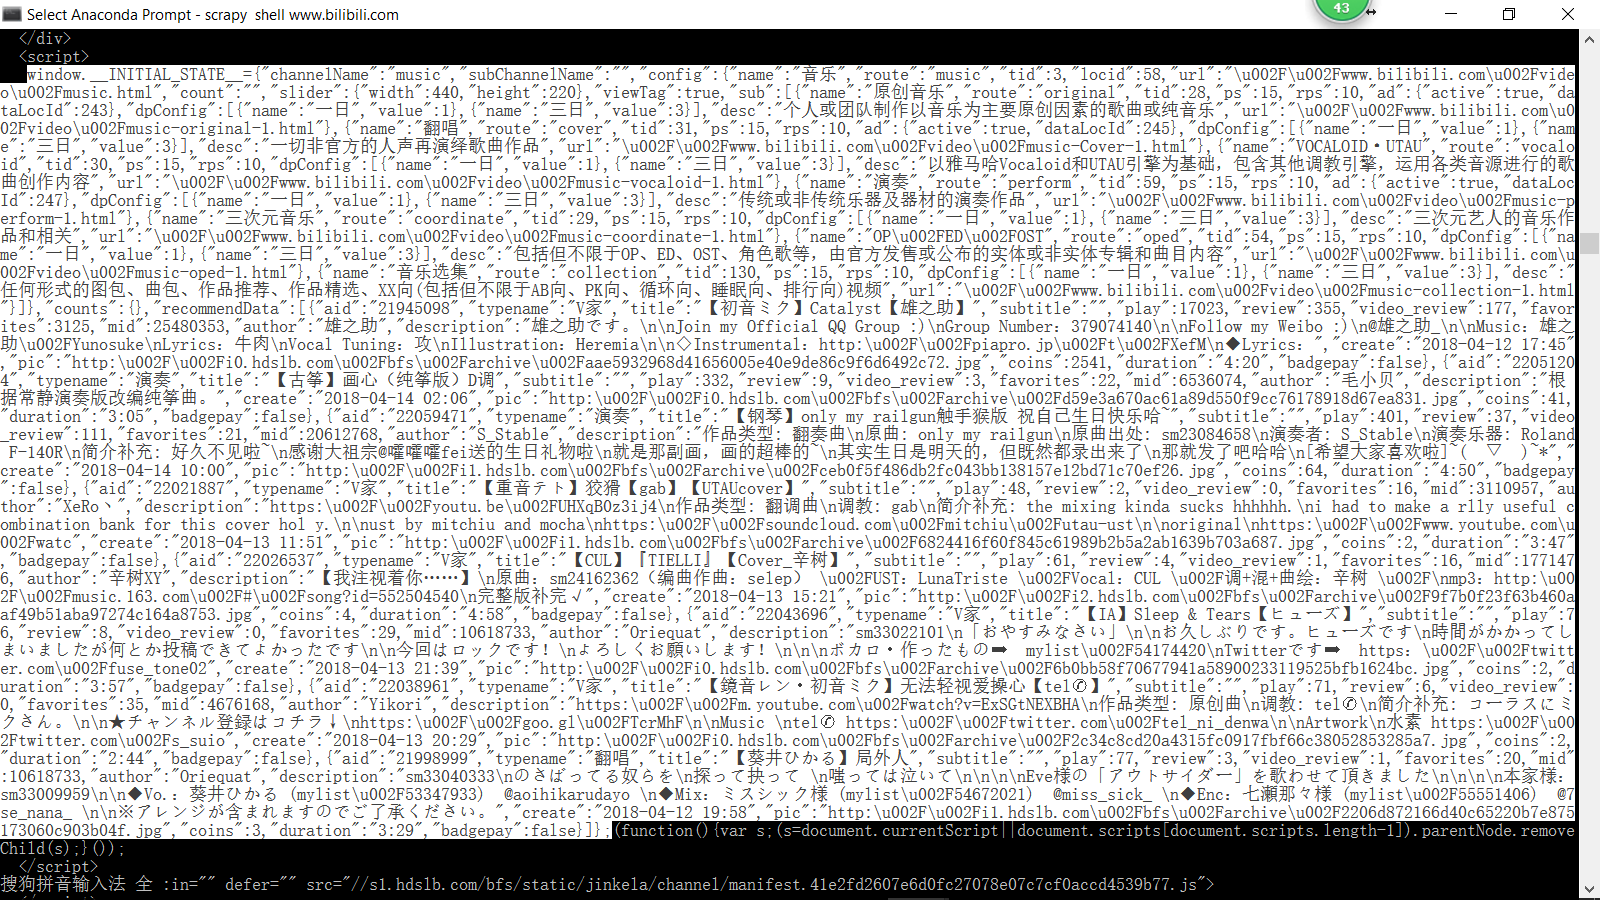 Select Anaconda Prompt - scrapy  shell www.bilibili.com
43
</div>
<script>
window.__INITIAL_STATE__={"channelName":"music","subChannelName":"","config":{"name":"音乐","route":"music","tid":3,"locid":58,"url":"\u002F\u002Fwww.bilibili.com\u002Fvide
o\u002Fmusic.html","count":"","slider":{"width":440,"height":220},"viewTag":true,"sub":[{"name":"原创音乐","route":"original","tid":28,"ps":15,"rps":10,"ad":{"active":true,"da
taLocId":243},"dpConfig":[{"name":"一日","value":1},{"name":"三日","value":3}],"desc":"个人或团队制作以音乐为主要原创因素的歌曲或纯音乐","url":"\u002F\u002Fwww.bilibili.com\u0
02Fvideo\u002Fmusic-original-1.html"},{"name":"翻唱","route":"cover","tid":31,"ps":15,"rps":10,"ad":{"active":true,"dataLocId":245},"dpConfig":[{"name":"一日","value":1},{"nam
e":"三日","value":3}],"desc":"一切非官方的人声再演绎歌曲作品","url":"\u002F\u002Fwww.bilibili.com\u002Fvideo\u002Fmusic-Cover-1.html"},{"name":"VOCALOID·UTAU","route":"vocalo
id","tid":30,"ps":15,"rps":10,"dpConfig":[{"name":"一日","value":1},{"name":"三日","value":3}],"desc":"以雅马哈Vocaloid和UTAU引擎为基础，包含其他调教引擎，运用各类音源进行的歌
曲创作内容","url":"\u002F\u002Fwww.bilibili.com\u002Fvideo\u002Fmusic-vocaloid-1.html"},{"name":"演奏","route":"perform","tid":59,"ps":15,"rps":10,"ad":{"active":true,"dataLoc
Id":247},"dpConfig":[{"name":"一日","value":1},{"name":"三日","value":3}],"desc":"传统或非传统乐器及器材的演奏作品","url":"\u002F\u002Fwww.bilibili.com\u002Fvideo\u002Fmusic-p
erform-1.html"},{"name":"三次元音乐","route":"coordinate","tid":29,"ps":15,"rps":10,"dpConfig":[{"name":"一日","value":1},{"name":"三日","value":3}],"desc":"三次元艺人的音乐作
品和相关","url":"\u002F\u002Fwww.bilibili.com\u002Fvideo\u002Fmusic-coordinate-1.html"},{"name":"OP\u002FED\u002FOST","route":"oped","tid":54,"ps":15,"rps":10,"dpConfig":[{"na
me":"一日","value":1},{"name":"三日","value":3}],"desc":"包括但不限于OP、ED、OST、角色歌等，由官方发售或公布的实体或非实体专辑和曲目内容","url":"\u002F\u002Fwww.bilibili.com\u
002Fvideo\u002Fmusic-oped-1.html"},{"name":"音乐选集","route":"collection","tid":130,"ps":15,"rps":10,"dpConfig":[{"name":"一日","value":1},{"name":"三日","value":3}],"desc":"
任何形式的图包、曲包、作品推荐、作品精选、XX向(包括但不限于AB向、PK向、循环向、睡眠向、排行向)视频","url":"\u002F\u002Fwww.bilibili.com\u002Fvideo\u002Fmusic-collection-1.html
"}]},"counts":{},"recommendData":[{"aid":"21945098","typename":"V家","title":"【初音ミク】Catalyst【雄之助】","subtitle":"","play":17023,"review":355,"video_review":177,"favor
ites":3125,"mid":25480353,"author":"雄之助","description":"雄之助です。\n\nJoin my Official QQ Group :)\nGroup Number: 379074140\n\nFollow my Weibo :)\n@雄之助_\n\nMusic: 雄之
助\u002FYunosuke\nLyrics: 牛肉\nVocal Tuning: 攻\nIllustration: Heremia\n\n◇Instrumental: http:\u002F\u002Fpiapro.jp\u002Ft\u002FXefM\n◆Lyrics: ","create":"2018-04-12 17:45"
,"pic":"http:\u002F\u002Fi0.hdslb.com\u002Fbfs\u002Farchive\u002Faae5932968d41656005e40e9de86c9f6d6492c72.jpg","coins":2541,"duration":"4:20","badgepay":false},{"aid":"2205120
4","typename":"演奏","title":"【古筝】画心（纯筝版）D调","subtitle":"","play":332,"review":9,"video_review":3,"favorites":22,"mid":6536074,"author":"毛小贝","description":"根
据常静演奏版改编纯筝曲。","create":"2018-04-14 02:06","pic":"http:\u002F\u002Fi0.hdslb.com\u002Fbfs\u002Farchive\u002Fd59e3a670ac61a89d550f9cc76178918d67ea831.jpg","coins":41,
"duration":"3:05","badgepay":false},{"aid":"22059471","typename":"演奏","title":"【钢琴】only my railgun触手猴版 祝自己生日快乐哈~","subtitle":"","play":401,"review":37,"video
_review":111,"favorites":21,"mid":20612768,"author":"S_Stable","description":"作品类型: 翻奏曲\n原曲: only my railgun\n原曲出处: sm23084658\n演奏者: S_Stable\n演奏乐器: Roland
F-140R\n简介补充: 好久不见啦~\n感谢大祖宗@嚯嚯嚯fei送的生日礼物啦\n就是那副画，画的超棒的~\n其实生日是明天的，但既然都录出来了\n那就发了吧哈哈\n[希望大家喜欢啦]~(  ▽  )~*","
create":"2018-04-14 10:00","pic":"http:\u002F\u002Fi1.hdslb.com\u002Fbfs\u002Farchive\u002Fceb0f5f486db2fc043bb138157e12bd71c70ef26.jpg","coins":64,"duration":"4:50","badgepay
":false},{"aid":"22021887","typename":"V家","title":"【重音テト】狡猾【gab】【UTAUcover】","subtitle":"","play":48,"review":2,"video_review":0,"favorites":16,"mid":3110957,"au
thor":"XeRo丶","description":"https:\u002F\u002Fyoutu.be\u002FUHXqB0z3ij4\n作品类型: 翻调曲\n调教: gab\n简介补充: the mixing kinda sucks hhhhhh. \ni had to make a rlly useful c
ombination bank for this cover hol y.\n\nust by mitchiu and mocha\nhttps:\u002F\u002Fsoundcloud.com\u002Fmitchiu\u002Futau-ust\n\noriginal\nhttps:\u002F\u002Fwww.youtube.com\
u002Fwatc","create":"2018-04-13 11:51","pic":"http:\u002F\u002Fi1.hdslb.com\u002Fbfs\u002Farchive\u002F6824416f60f845c61989b2b5a2ab1639b703a687.jpg","coins":2,"duration":"3:47"
,"badgepay":false},{"aid":"22026537","typename":"V家","title":"【CUL】『TIELLI』【Cover_辛树】","subtitle":"","play":61,"review":4,"video_review":1,"favorites":16,"mid":177147
6,"author":"辛树XY","description":"【我注视着你……】\n原曲: sm24162362（编曲作曲: selep） \u002FUST: LunaTriste \u002FVocal: CUL \u002F调+混+曲绘: 辛树 \u002F\nmp3: http:\u00
2F\u002Fmusic.163.com\u002F#\u002Fsong?id=552504540\n完整版补完√","create":"2018-04-13 15:21","pic":"http:\u002F\u002Fi2.hdslb.com\u002Fbfs\u002Farchive\u002F9f7b0f23f63b460a
af49b51aba97274c164a8753.jpg","coins":4,"duration":"4:58","badgepay":false},{"aid":"22043696","typename":"V家","title":"【IA】Sleep & Tears【ヒューズ】","subtitle":"","play":7
6,"review":8,"video_review":0,"favorites":29,"mid":10618733,"author":"Oriequat","description":"sm33022101\n「おやすみなさい」\n\nお久しぶりです。ヒューズです\n時間がかかってし
まいましたが何とか投稿できてよかったです\n\n今回はロックです！\nよろしくお願いします！\n\n\nボカロ・作ったもの➡  mylist\u002F54174420\nTwitterです➡  https: \u002F\u002Ftwitt
er.com\u002Ffuse_tone02","create":"2018-04-13 21:39","pic":"http:\u002F\u002Fi0.hdslb.com\u002Fbfs\u002Farchive\u002F6b0bb58f70677941a58900233119525bfb1624bc.jpg","coins":2,"d
uration":"3:57","badgepay":false},{"aid":"22038961","typename":"V家","title":"【鏡音レン・初音ミク】无法轻视爱操心【tel✆】","subtitle":"","play":71,"review":6,"video_review":
0,"favorites":35,"mid":4676168,"author":"Yikori","description":"https:\u002F\u002Fm.youtube.com\u002Fwatch?v=ExSGtNEXBHA\n作品类型: 原创曲\n调教: tel✆\n简介补充: コーラスにミ
クさん。\n\n★チャンネル登録はコチラ↓\nhttps:\u002F\u002Fgoo.gl\u002FTcrMhF\n\nMusic \ntel✆ https:\u002F\u002Ftwitter.com\u002Ftel_ni_denwa\n\nArtwork\n水素 https:\u002F\u00
2Ftwitter.com\u002Fs_suio","create":"2018-04-13 20:29","pic":"http:\u002F\u002Fi0.hdslb.com\u002Fbfs\u002Farchive\u002F2c34c8cd20a4315fc0917fbf66c38052853285a7.jpg","coins":2,
"duration":"2:44","badgepay":false},{"aid":"21998999","typename":"翻唱","title":"【葵井ひかる】局外人","subtitle":"","play":77,"review":3,"video_review":1,"favorites":20,"mid"
:10618733,"author":"Oriequat","description":"sm33040333\nのさばってる奴らを\n探って抉って \n嗤っては泣いて\n\n\n\nEve様の「アウトサイダー」を歌わせて頂きました\n\n\n\n本家様:
sm33009959\n\n◆Vo.: 葵井ひかる (mylist\u002F53347933)  @aoihikarudayo \n◆Mix: ミスシック様 (mylist\u002F54672021)  @miss_sick_ \n◆Enc: 七瀬那々様 (mylist\u002F55551406)  @7
se_nana_ \n\n※アレンジが含まれますのでご了承ください。","create":"2018-04-12 19:58","pic":"http:\u002F\u002Fi1.hdslb.com\u002Fbfs\u002Farchive\u002F2206d872166d40c65220b7e875
173060c903b04f.jpg","coins":3,"duration":"3:29","badgepay":false}]};(function(){var s;(s=document.currentScript||document.scripts[document.scripts.length-1]).parentNode.remove
Child(s);}());
</script>
搜狗拼音输入法 全 :in="" defer="" src="//s1.hdslb.com/bfs/static/jinkela/channel/manifest.41e2fd2607e6d0fc27078e07c7cf0accd4539b77.js">